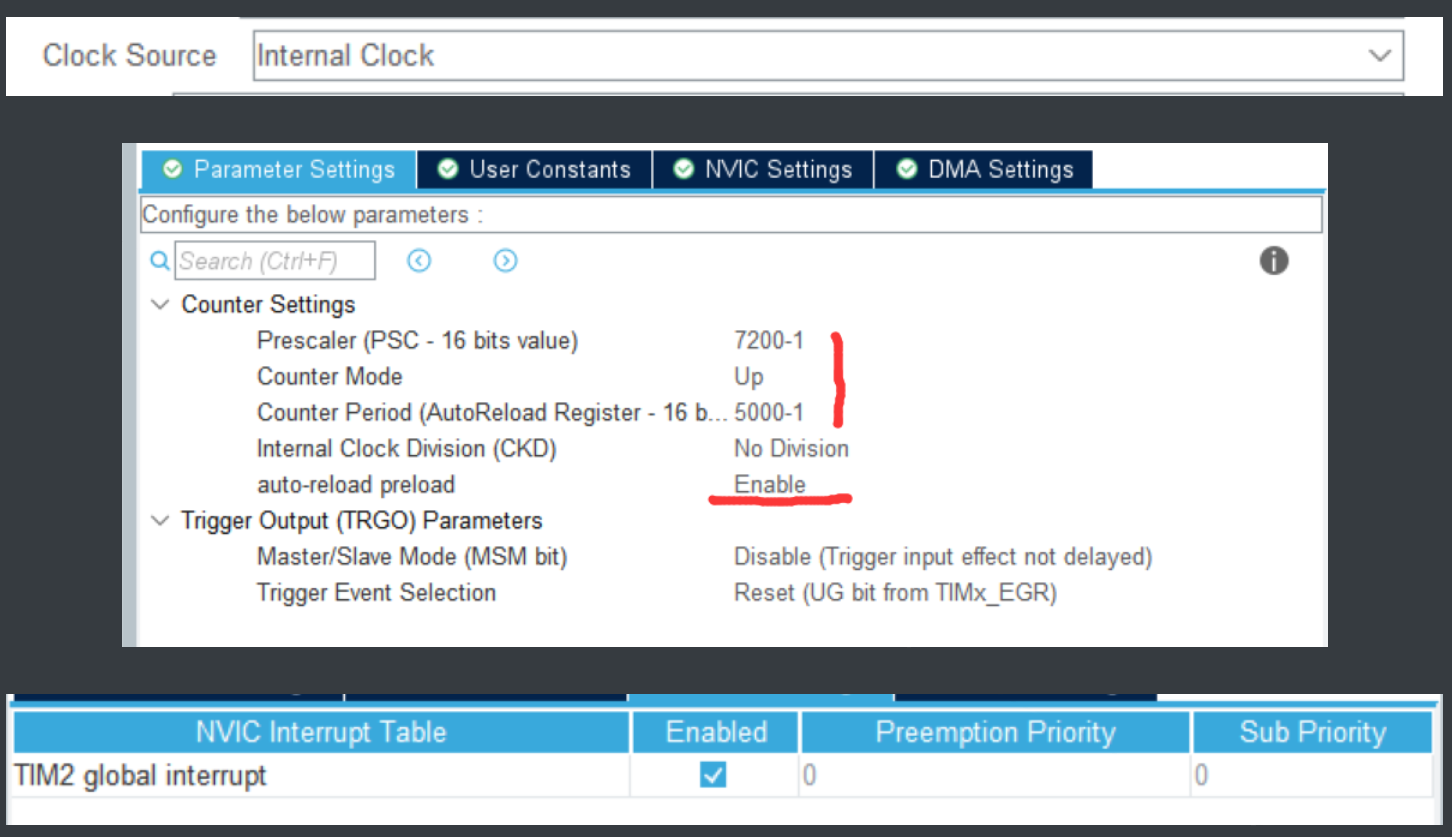 Clock Source Internal Clock
Parameter Settings User Constants NVIC Settings DMA Settings
Configure the below parameters :
Search (Ctrl+F)
Counter Settings
Prescaler (PSC - 16 bits value) 7200-1
Counter Mode Up
Counter Period (AutoReload Register - 16 b... 5000-1
Internal Clock Division (CKD) No Division
auto-reload preload Enable
Trigger Output (TRGO) Parameters
Master/Slave Mode (MSM bit) Disable (Trigger input effect not delayed)
Trigger Event Selection Reset (UG bit from TIMx_EGR)
NVIC Interrupt Table Enabled Preemption Priority Sub Priority
TIM2 global interrupt 0 0